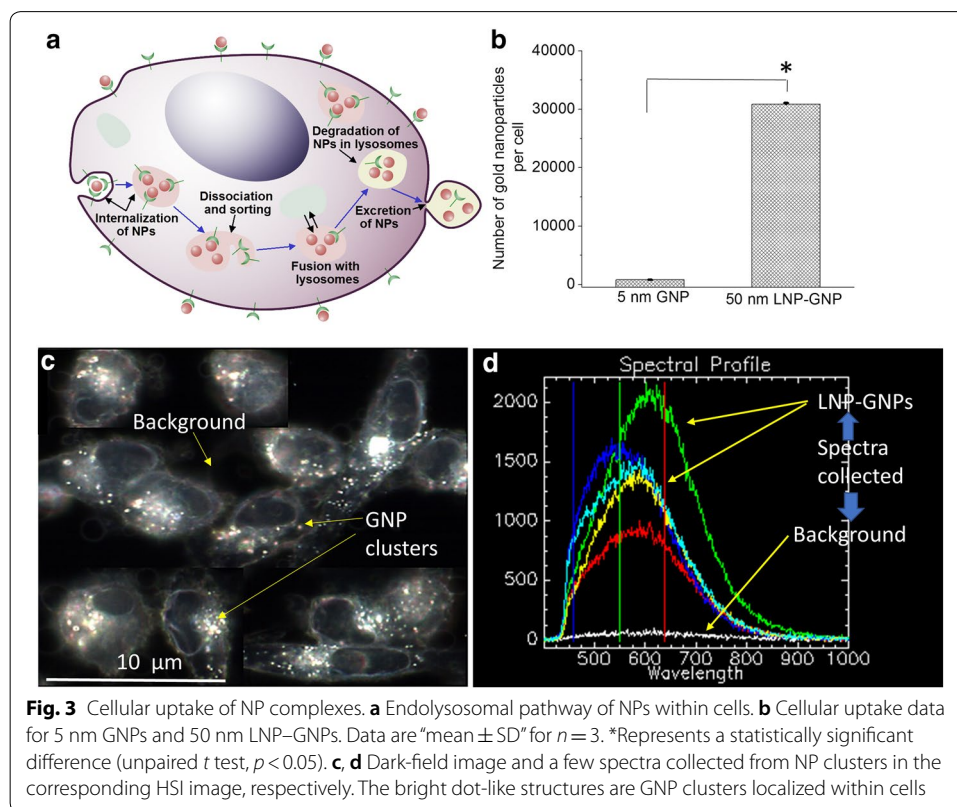 a
Degradation of
NPs in lysosomes
Dissociation
and sorting
Internalization
of NPs
Excretion
of NPs
Fusion with
lysosomes
b
40000
30000
20000
10000
0
Number of gold nanoparticles
per cell
*
5 nm GNP
50 nm LNP-GNP
c
Background
GNP
clusters
10 μm
d
Spectral Profile
2000
1500
1000
500
0
LNP-GNPs
Spectra
collected
Background
500 600 700 800 900 1000
Wavelength
Fig. 3 Cellular uptake of NP complexes. a Endolysosomal pathway of NPs within cells. b Cellular uptake data
for 5 nm GNPs and 50 nm LNP–GNPs. Data are “mean ± SD” for n = 3. *Represents a statistically significant
difference (unpaired t test, p < 0.05). c, d Dark-field image and a few spectra collected from NP clusters in the
corresponding HSI image, respectively. The bright dot-like structures are GNP clusters localized within cells